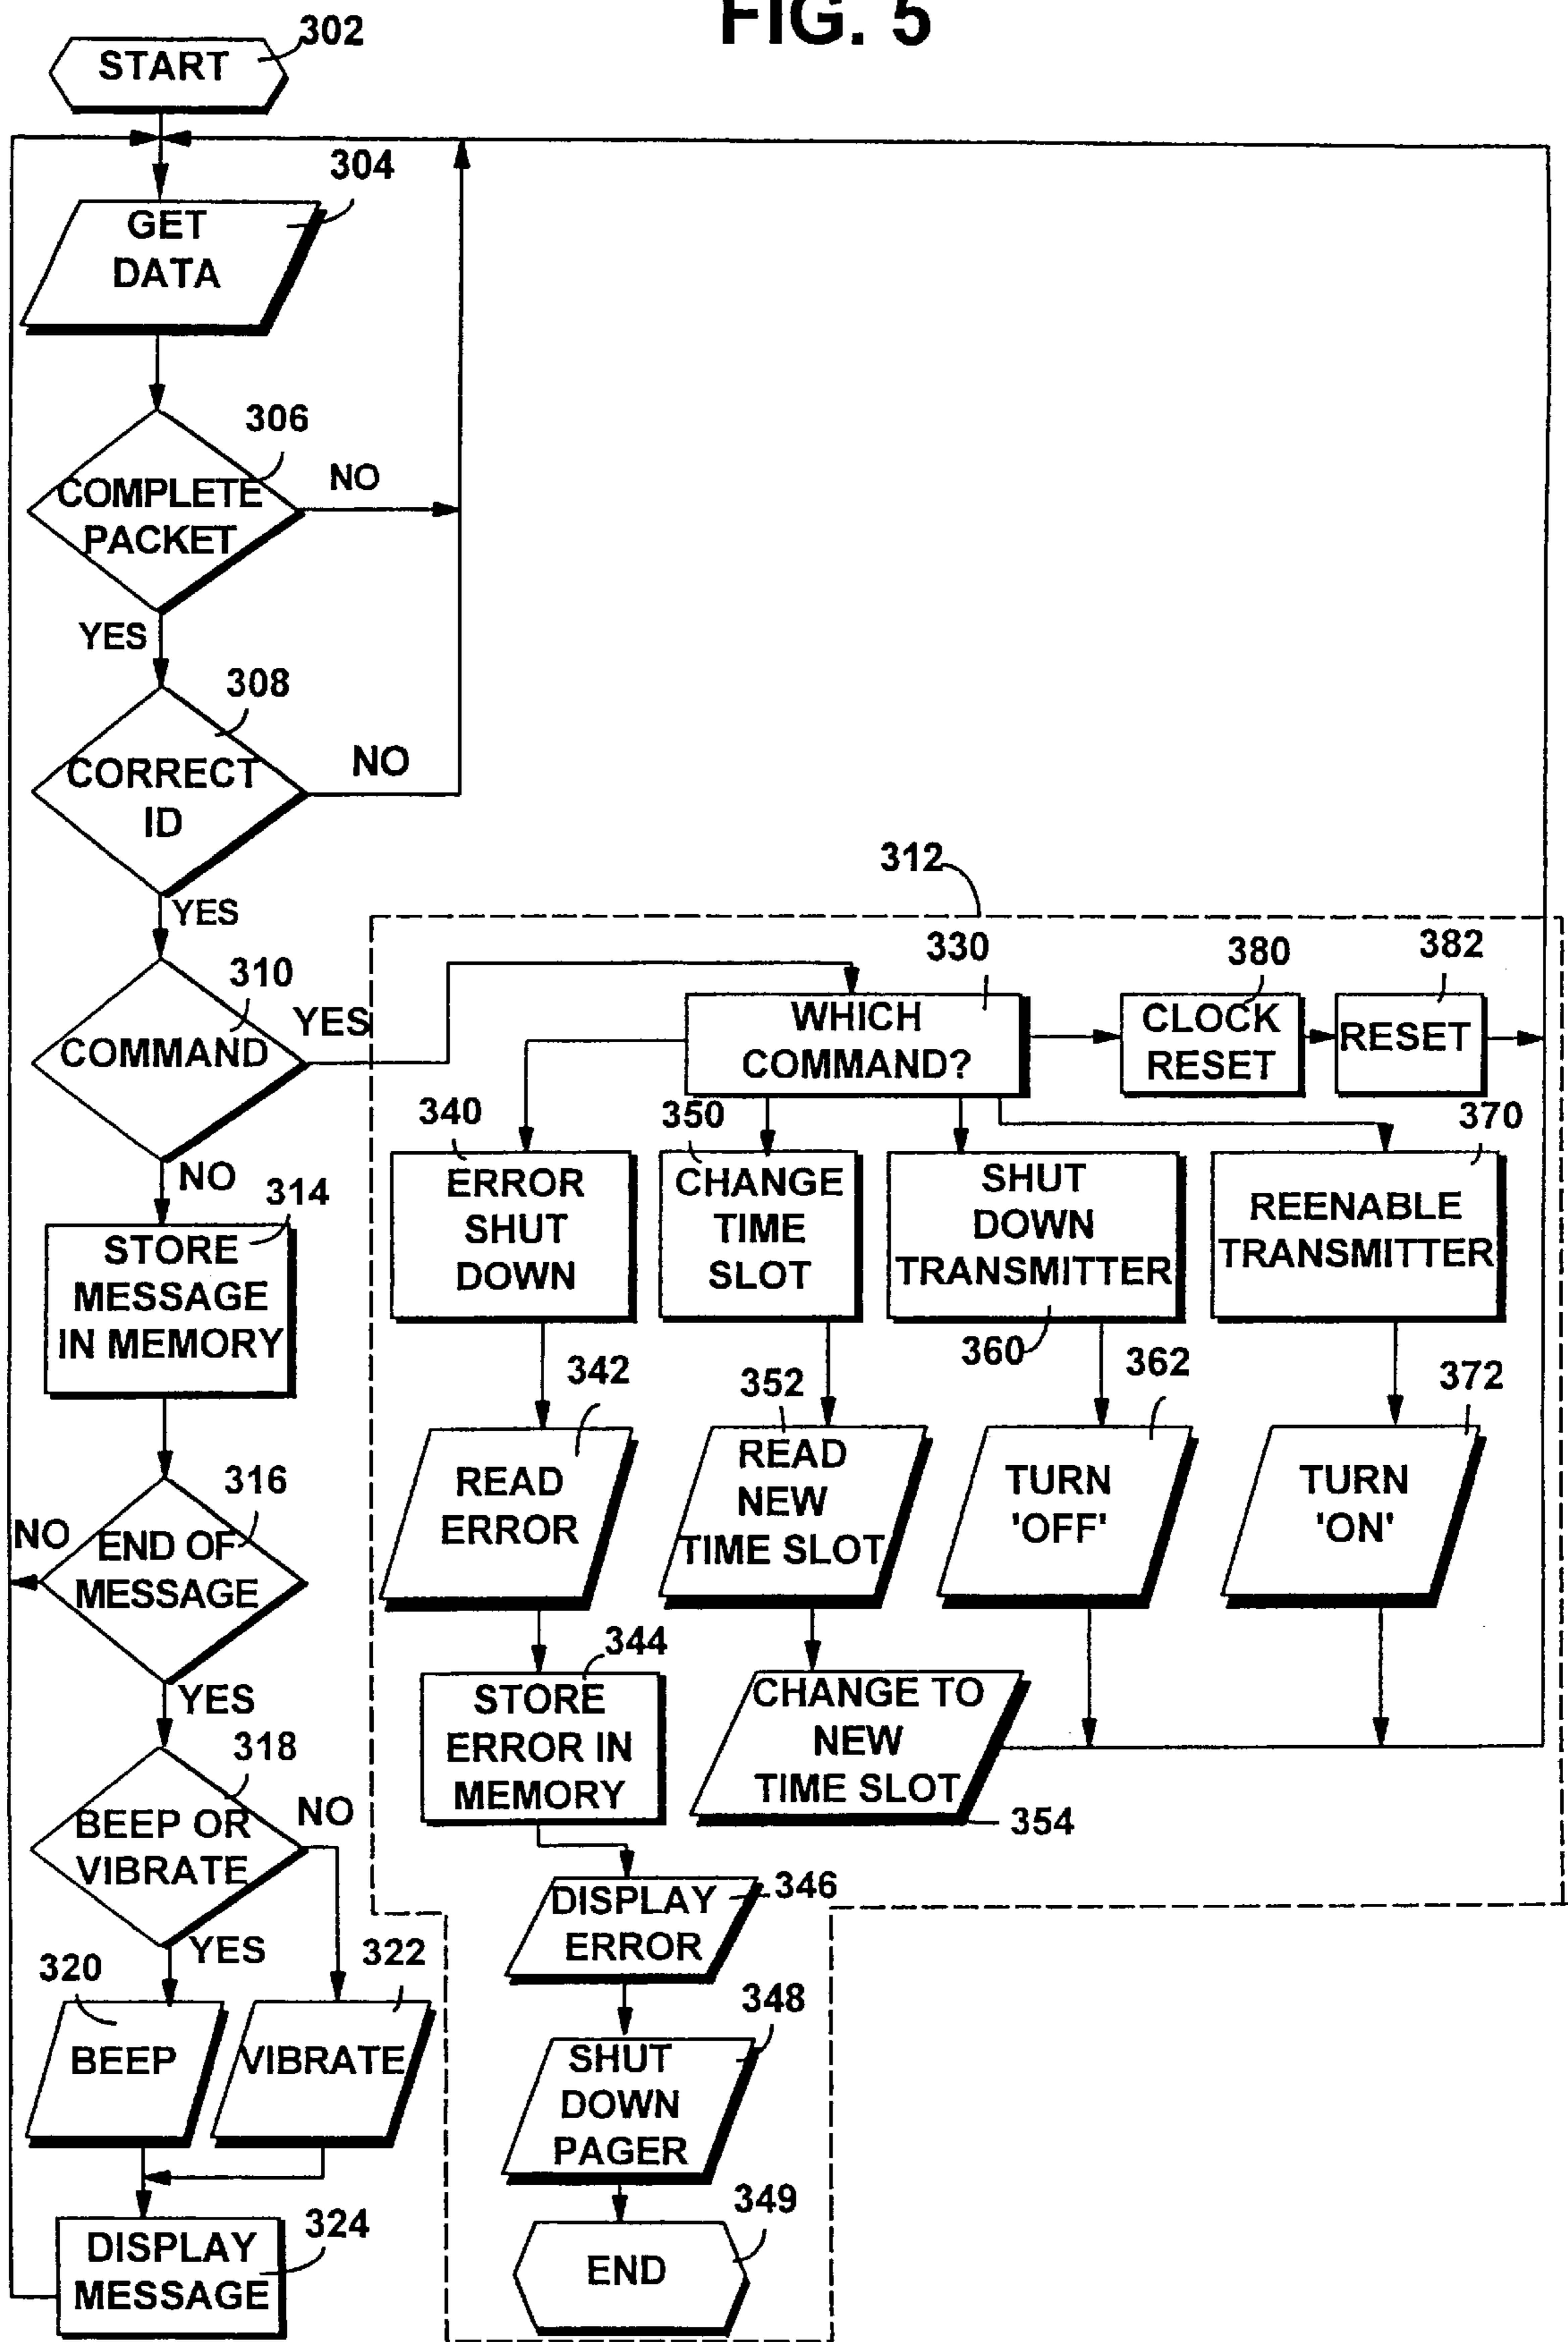 FIG. 5
302
START
304
GET
DATA
306
COMPLETE
PACKET
NO
YES
308
CORRECT
ID
NO
YES
310
COMMAND
YES
NO
314
STORE
MESSAGE
IN MEMORY
316
END OF
MESSAGE
NO
YES
318
BEEP OR
VIBRATE
NO
YES
320
BEEP
322
VIBRATE
324
DISPLAY
MESSAGE
312
330
WHICH
COMMAND?
380
CLOCK
RESET
382
RESET
340
ERROR
SHUT
DOWN
350
CHANGE
TIME
SLOT
SHUT
DOWN
TRANSMITTER
360
370
REENABLE
TRANSMITTER
342
READ
ERROR
352
READ
NEW
TIME SLOT
362
TURN
'OFF'
372
TURN
'ON'
344
STORE
ERROR IN
MEMORY
CHANGE TO
NEW
TIME SLOT
354
346
DISPLAY
ERROR
348
SHUT
DOWN
PAGER
349
END